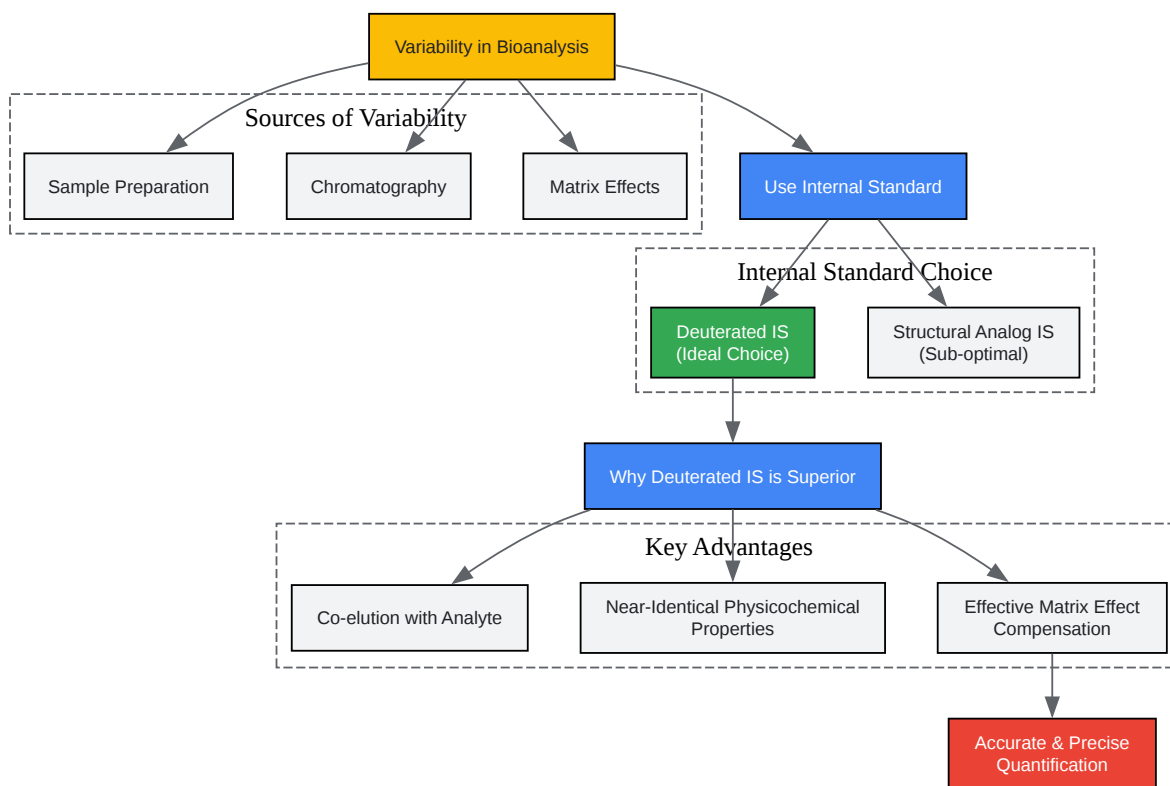 Variability in Bioanalysis
Sources of Variability
Sample Preparation
Chromatography
Matrix Effects
Use Internal Standard
Internal Standard Choice
Deuterated IS
(Ideal Choice)
Structural Analog IS
(Sub-optimal)
Why Deuterated IS is Superior
Key Advantages
Co-elution with Analyte
Near-Identical Physicochemical
Properties
Effective Matrix Effect
Compensation
Accurate & Precise
Quantification